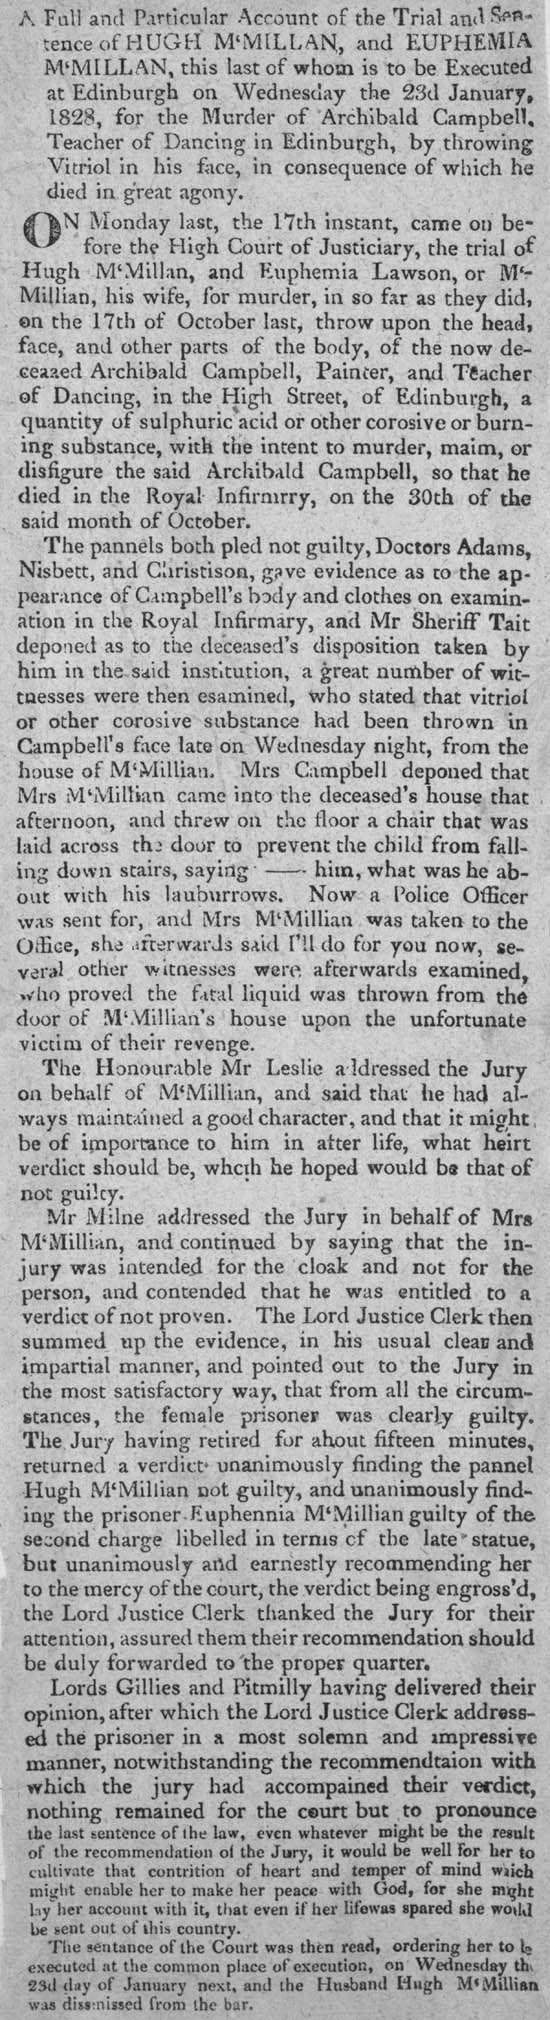 A Full and Particular Account of the Trial and Sen-
tence of HUGH M‘MILLAN, and EUPHEMIA
M‘MILLAN, this last of whom is to be Executed
at Edinburgh on Wednesday the 23d January,
1828, for the Murder of Archibald Campbell,
Teacher of Dancing in Edinburgh, by throwing
Vitriol in his face, in consequence of which he
died in great agony.
ON Monday last, the 17th instant, came on be-
fore the High Court of Justiciary, the trial of
Hugh M‘Millan, and Euphemia Lawson, or M‘-
Millian, his wife, for murder, in so far as they did,
on the 17th of October last, throw upon the head,
face, and other parts of the body, of the now de-
ceazed Archibald Campbell, Painter, and Teacher
of Dancing, in the High Street, of Edinburgh, a
quantity of sulphuric acid or other corosive or burn-
ing substance, with the intent to murder, maim, or
disfigure the said Archibald Campbell, so that he
died in the Royal Infirmrry, on the 30th of the
said month of October.
The pannels both pled not guilty, Doctors Adams,
Nisbett, and Christison, gave evidence as to the ap-
pearance of Campbell's body and clothes on examin-
ation in the Royal Infirmary, and Mr Sheriff Tait
deponed as to the deceased's disposition taken by
him in the said institution, a great number of wit-
tnesses were then esamined, who stated that vitriol
or other corosive substance had been thrown in
Campbell's face late on Wednesday night, from the
house of M‘Millian. Mrs Campbell deponed that
Mrs M‘Millian came into the deceased's house that
afternoon, and threw on the floor a chair that was
laid across the door to prevent the child from fall-
ing down stairs, saying —— him, what was he ab-
out with his lauburrows. Now a Police Officer
was sent for, and Mrs M‘Millian was taken to the
Office, she afterwards said I'll do for you now, se-
veral other witnesses were afterwards examined,
who proved the fatal liquid was thrown from the
door of M‘Millian's house upon the unfortunate
victim of their revenge.
The Honourable Mr Leslie addressed the Jury
on behalf of M‘Millian, and said that he had al-
ways maintained a good character, and that it might
be of importance to him in after life, what heirt
verdict should be, whcih he hoped would be that of
not guilty.
Mr Milne addressed the Jury in behalf of Mrs
M‘Millian, and continued by saying that the in-
jury was intended for the cloak and not for the
person, and contended that he was entitled to a
verdict of not proven. The Lord Justice Clerk then
summed up the evidence, in his usual clear and
impartial manner, and pointed out to the Jury in
the most satisfactory way, that from all the circum-
stances, the female prisoner was clearly guilty.
The Jury having retired for about fifteen minutes,
returned a verdict unanimously finding the pannel
Hugh M‘Millian not guilty, and unanimously find-
ing the prisoner Euphennia M‘Millian guilty of the
second charge libelled in terms of the late statue,
but unanimously and earnestly recommending her
to the mercy of the court, the verdict being engross'd,
the Lord Justice Clerk thanked the Jury for their
attention, assured them their recommendation should
be duly forwarded to the proper quarter.
Lords Gillies and Pitmilly having delivered their
opinion, after which the Lord Justice Clerk address-
ed the prisoner in a most solemn and impressive
manner, notwithstanding the recommendtaion with
which the jury had accompained their verdict,
nothing remained for the court but to pronounce
the last sentence of the law, even whatever might be the result
of the recommendation of the Jury, it would be well for her to
cultivate that contrition of heart and temper of mind which
might enable her to make her peace with God, for she might
lay her account with it, that even if her lifewas spared she would
be sent out of this country.
The sentance of the Court was then read, ordering her to be
executed at the common place of execution, on Wednesday the
23d day of January next, and the Husband Hugh M‘Millian
was dissmissed from the bar.